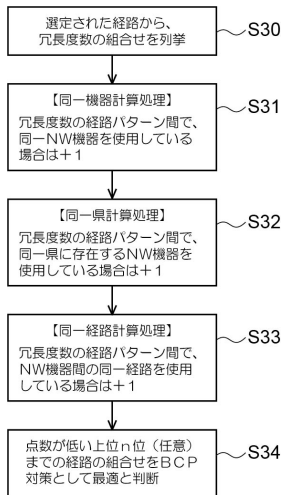 選定された経路から、
冗長度数の組合せを列挙
S30
【同一機器計算処理】
冗長度数の経路パターン間で、
同一NW機器を使用している
場合は+1
S31
【同一県計算処理】
冗長度数の経路パターン間で、
同一県に存在するNW機器を
使用している場合は+1
S32
【同一経路計算処理】
冗長度数の経路パターン間で、
NW機器間の同一経路を使用
している場合は+1
S33
点数が低い上位n位(任意)
までの経路の組合せをBCP
対策として最適と判断
S34